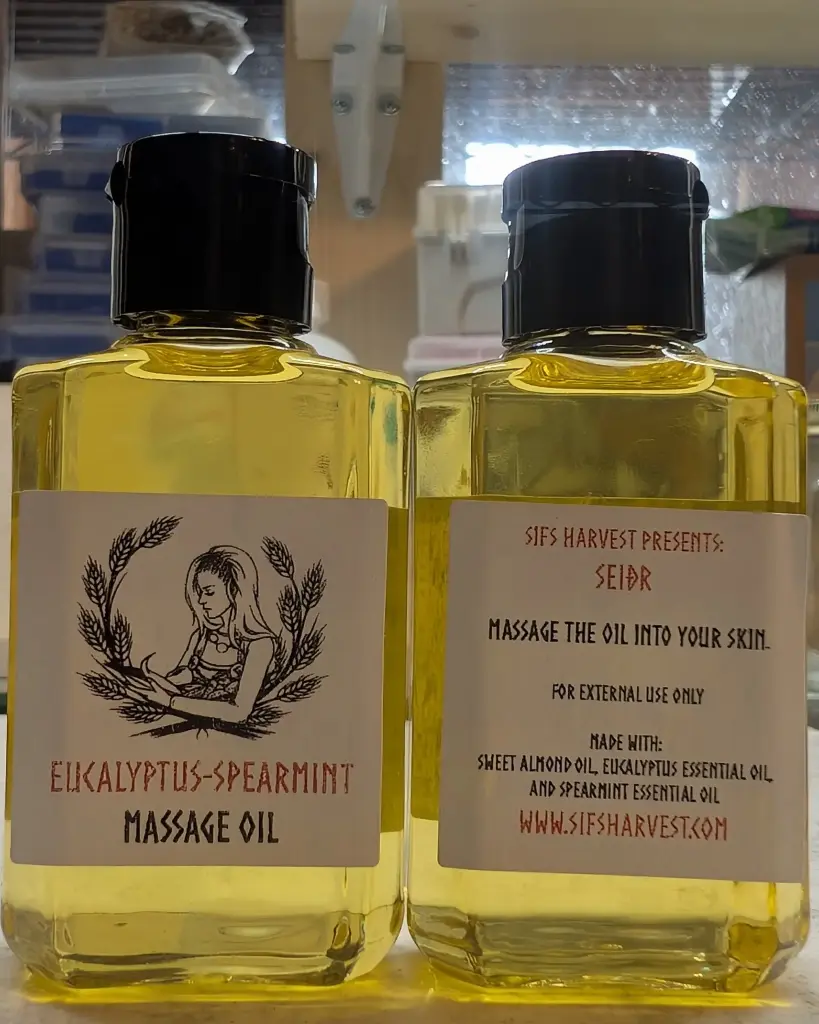 EUCALYPTUS-SPEARMINT
MASSAGE OIL
SIFS HARVEST PRESENTS:
SEIÐR
MASSAGE THE OIL INTO YOUR SKIN.
FOR EXTERNAL USE ONLY
MADE WITH:
SWEET ALMOND OIL, EUCALYPTUS ESSENTIAL OIL,
AND SPEARMINT ESSENTIAL OIL
WWW.SIFSHARVEST.COM